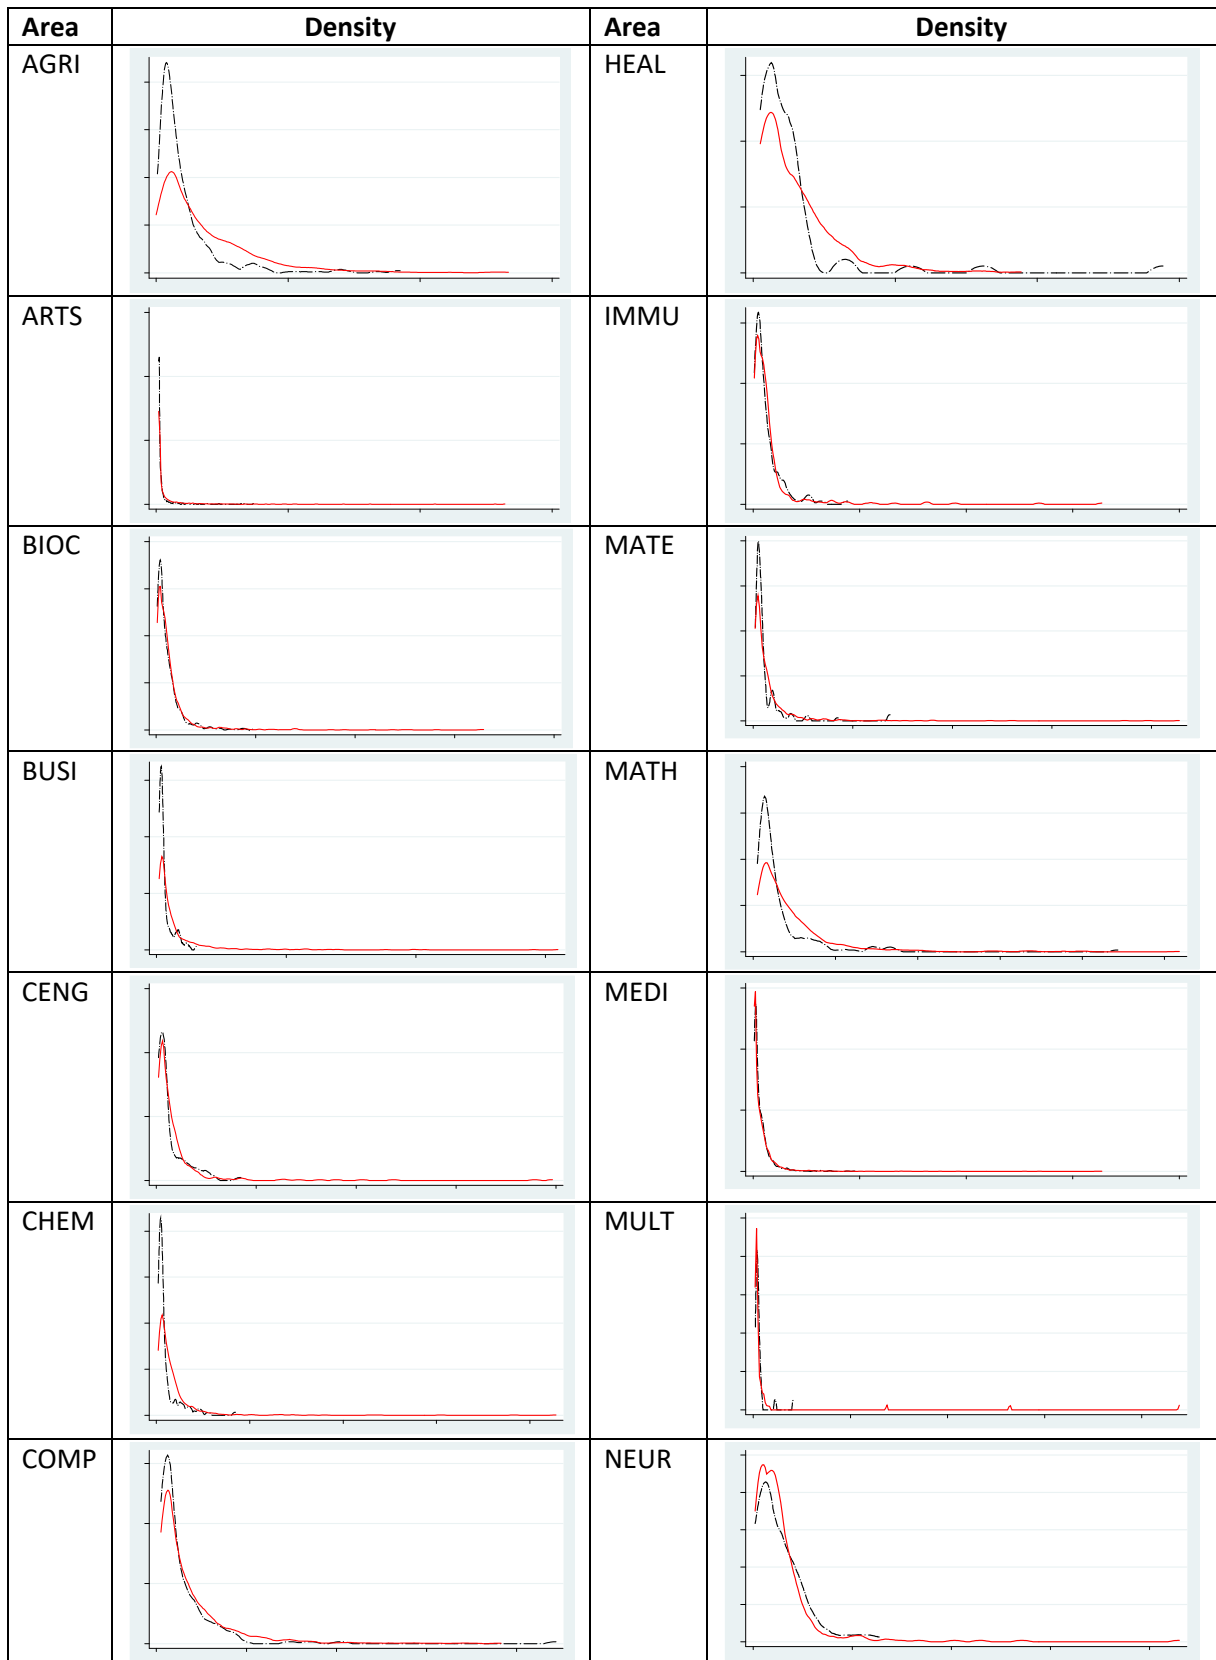 Area Density Area Density
AGRI HEAL
ARTS IMMU
BIOC MATE
BUSI MATH
CENG MEDI
CHEM MULT
COMP NEUR